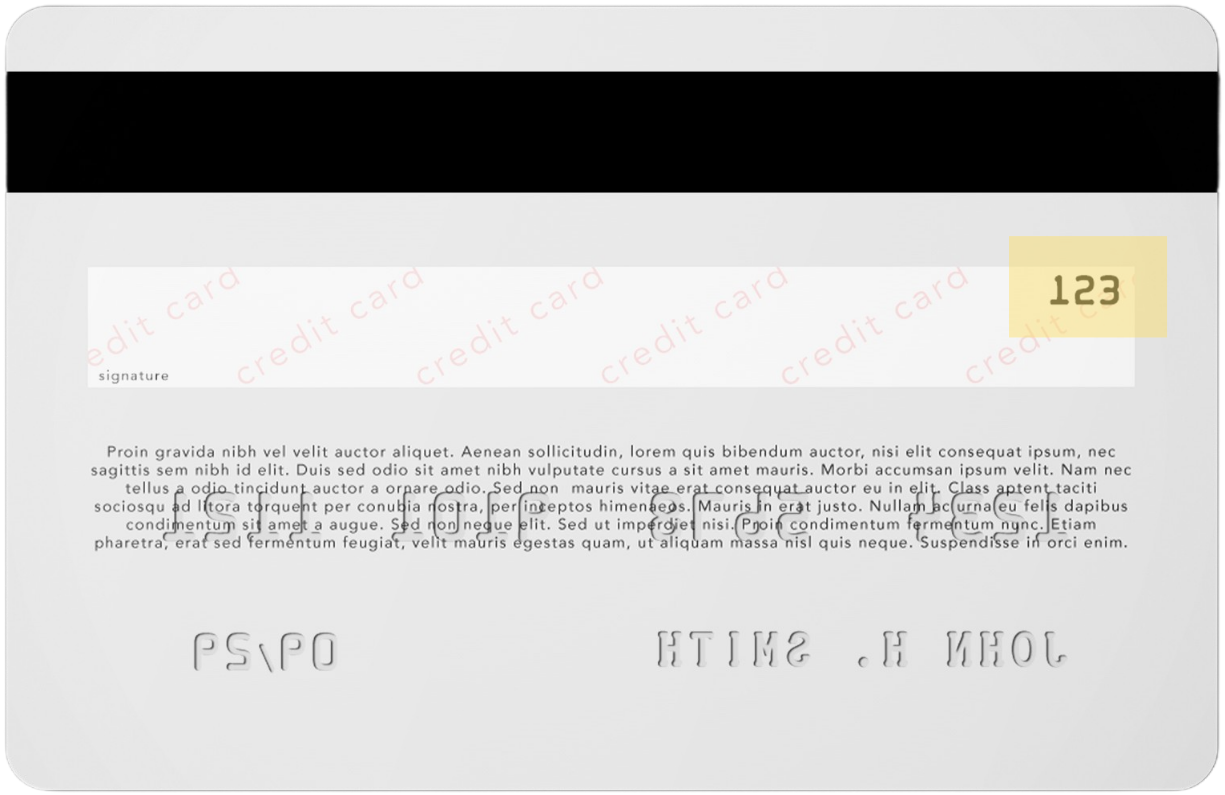 123
credit card credit card credit card credit card credit card credit card
signature
Proin gravida nibh vel velit auctor aliquet. Aenean sollicitudin, lorem quis bibendum auctor, nisi elit consequat ipsum, nec
sagittis sem nibh id elit. Duis sed odio sit amet nibh vulputate cursus a sit amet mauris. Morbi accumsan ipsum velit. Nam nec
tellus a odio tincidunt auctor a ornare odio. Sed non mauris vitae erat consequat auctor eu in elit. Class aptent taciti
sociosqu ad litora torquent per conubia nostra, per inceptos himenaeos. Mauris in erat justo. Nullam ac urna eu felis dapibus
condimentum sit amet a augue. Sed non neque elit. Sed ut imperdiet nisi. Proin condimentum fermentum nunc. Etiam
pharetra, erat sed fermentum feugiat, velit mauris egestas quam, ut aliquam massa nisl quis neque. Suspendisse in orci enim.
JOHN H. SMITH